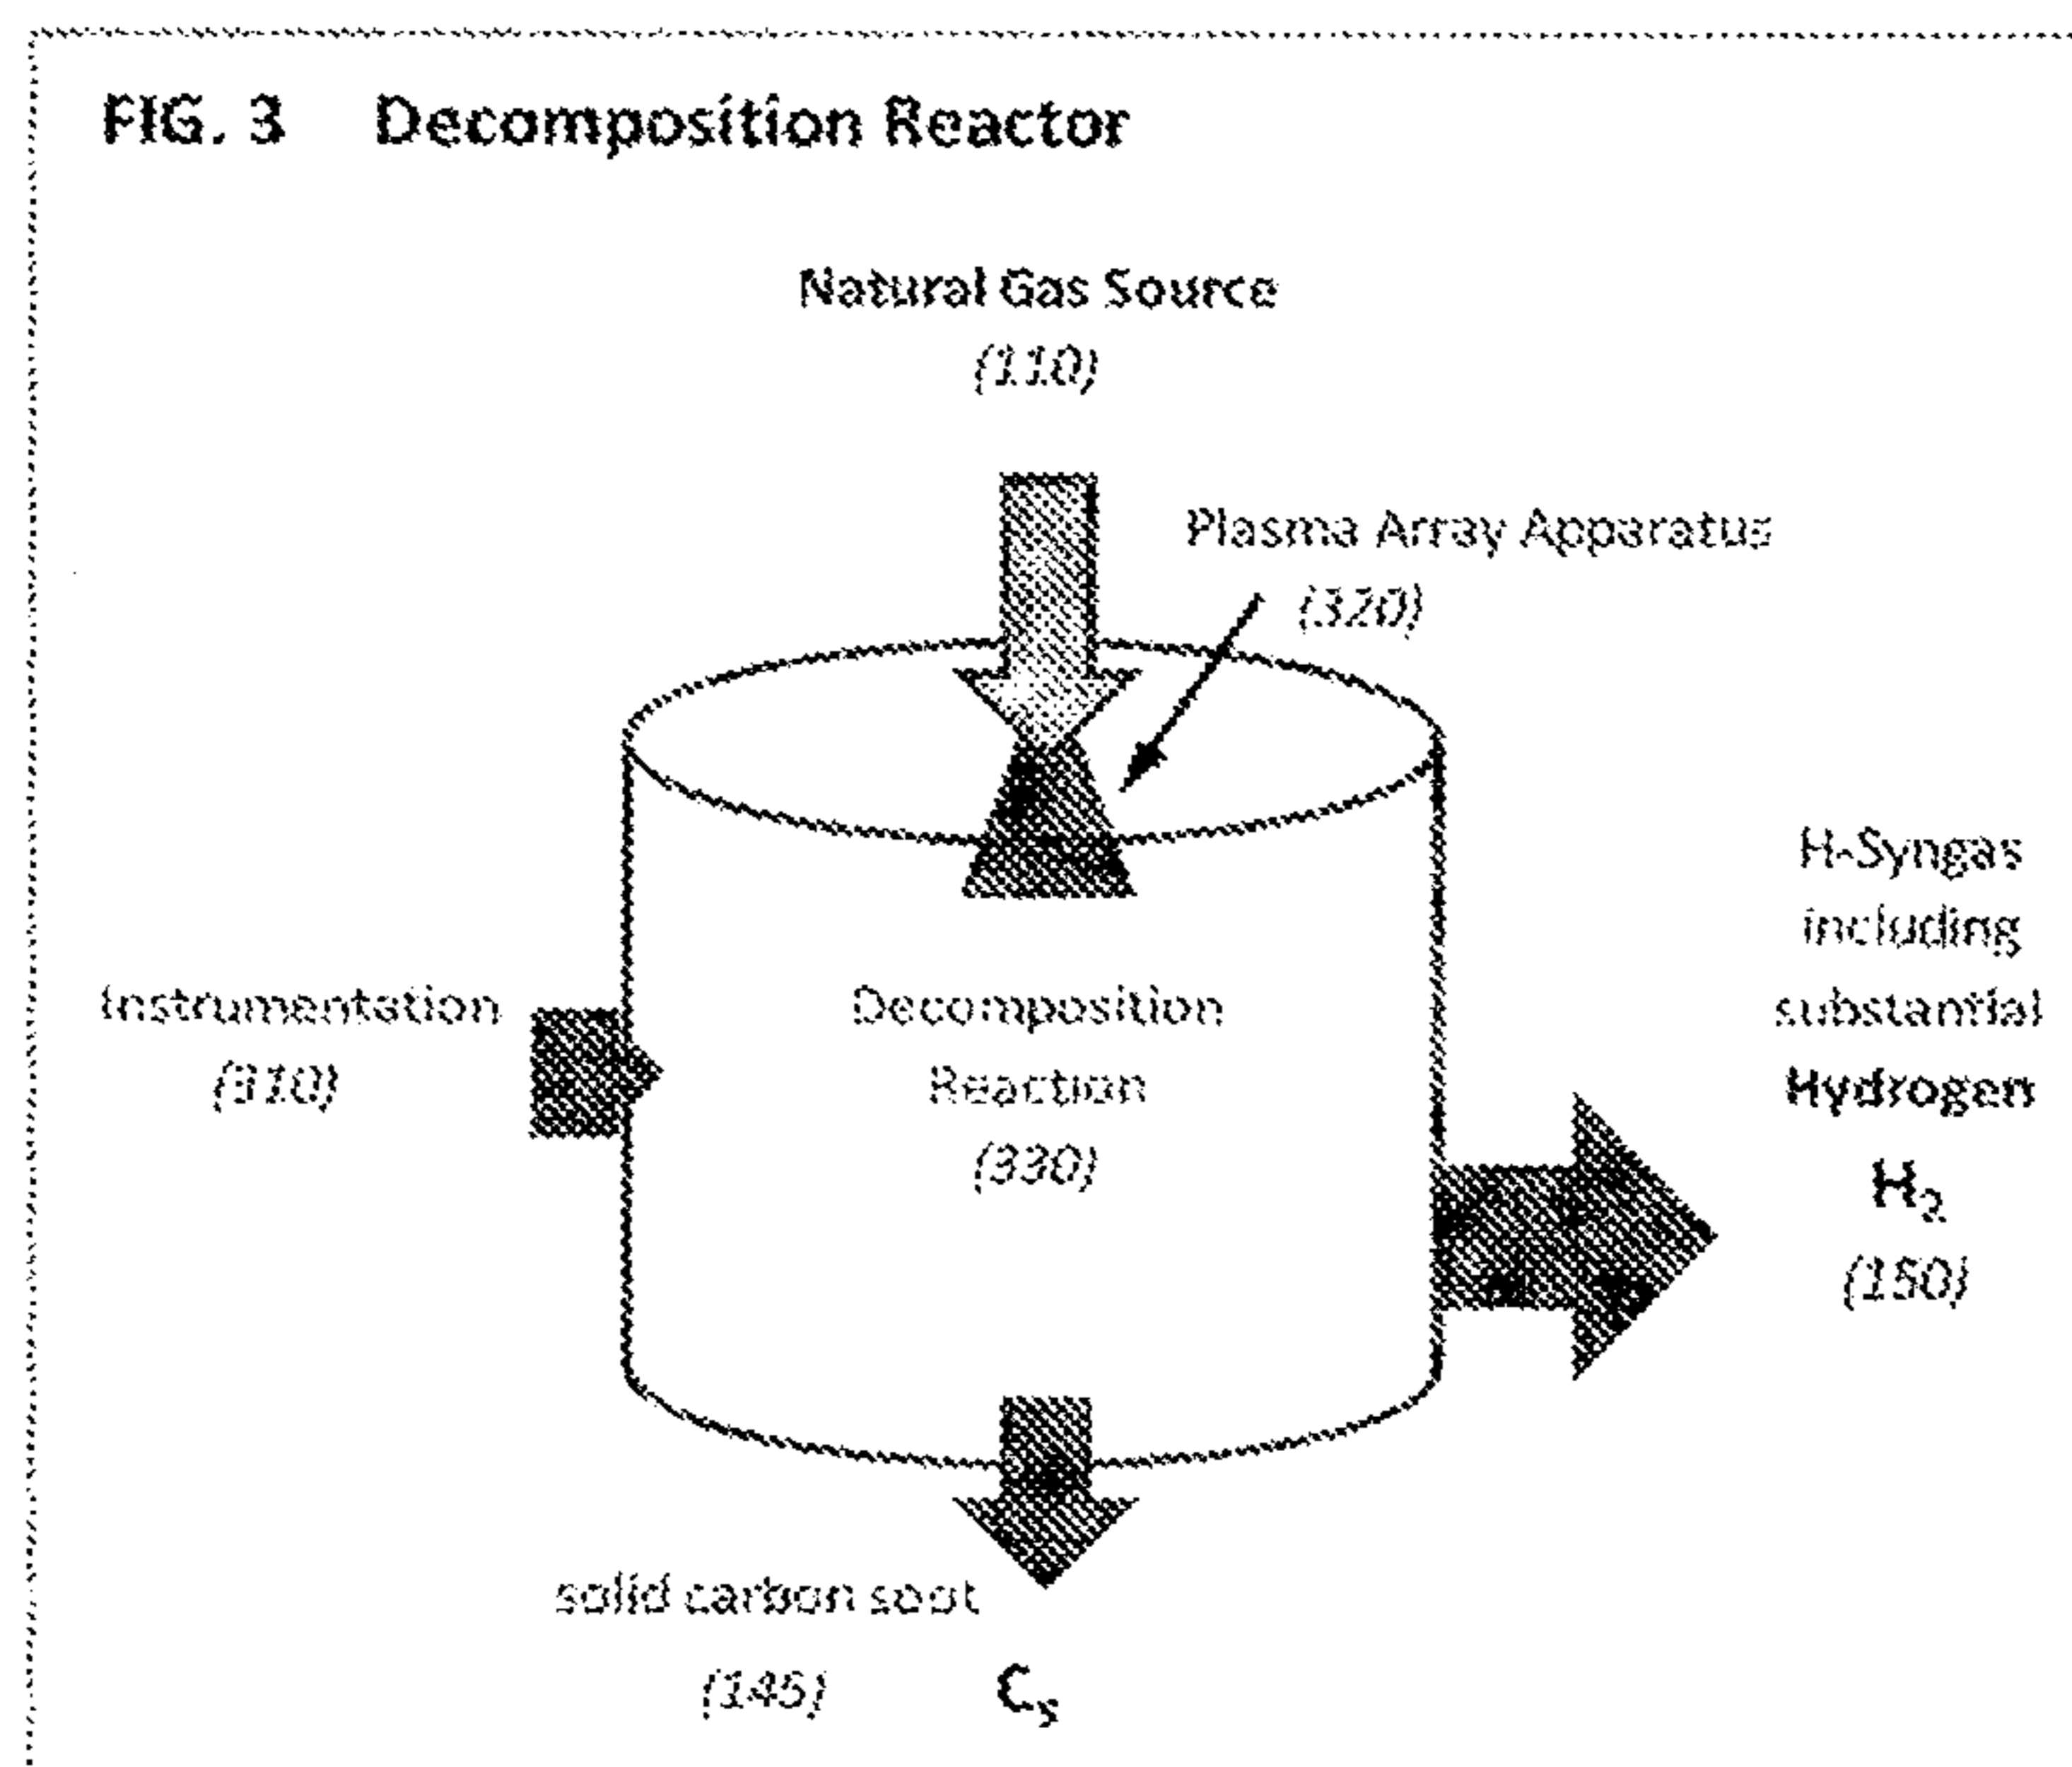 FIG. 3 Decomposition Reactor
Natural Gas Source
(110)
Plasma Array Apparatus
(320)
Instrumentation
(310)
Decomposition
Reaction
(330)
H-Syngas
including
substantial
Hydrogen
H₂
(150)
solid carbon soot
(145) Cₛ